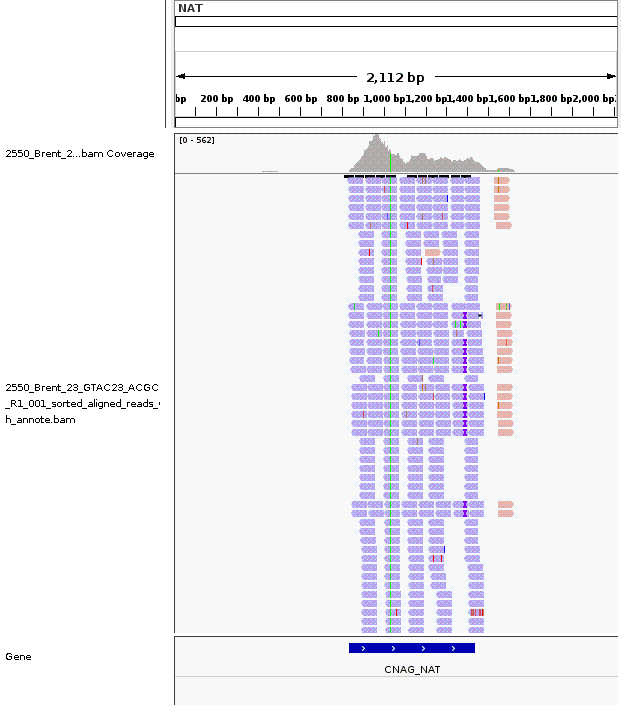 NAT
2,112 bp
bp 200 bp 400 bp 600 bp 800 bp 1,000 bp 1,200 bp 1,400 bp 1,600 bp 1,800 bp 2,000 bp
[0 - 562]
2550_Brent_2...bam Coverage
2550_Brent_23_GTAC23_ACGC
_R1_001_sorted_aligned_reads_
h_annote.bam
Gene
CNAG_NAT